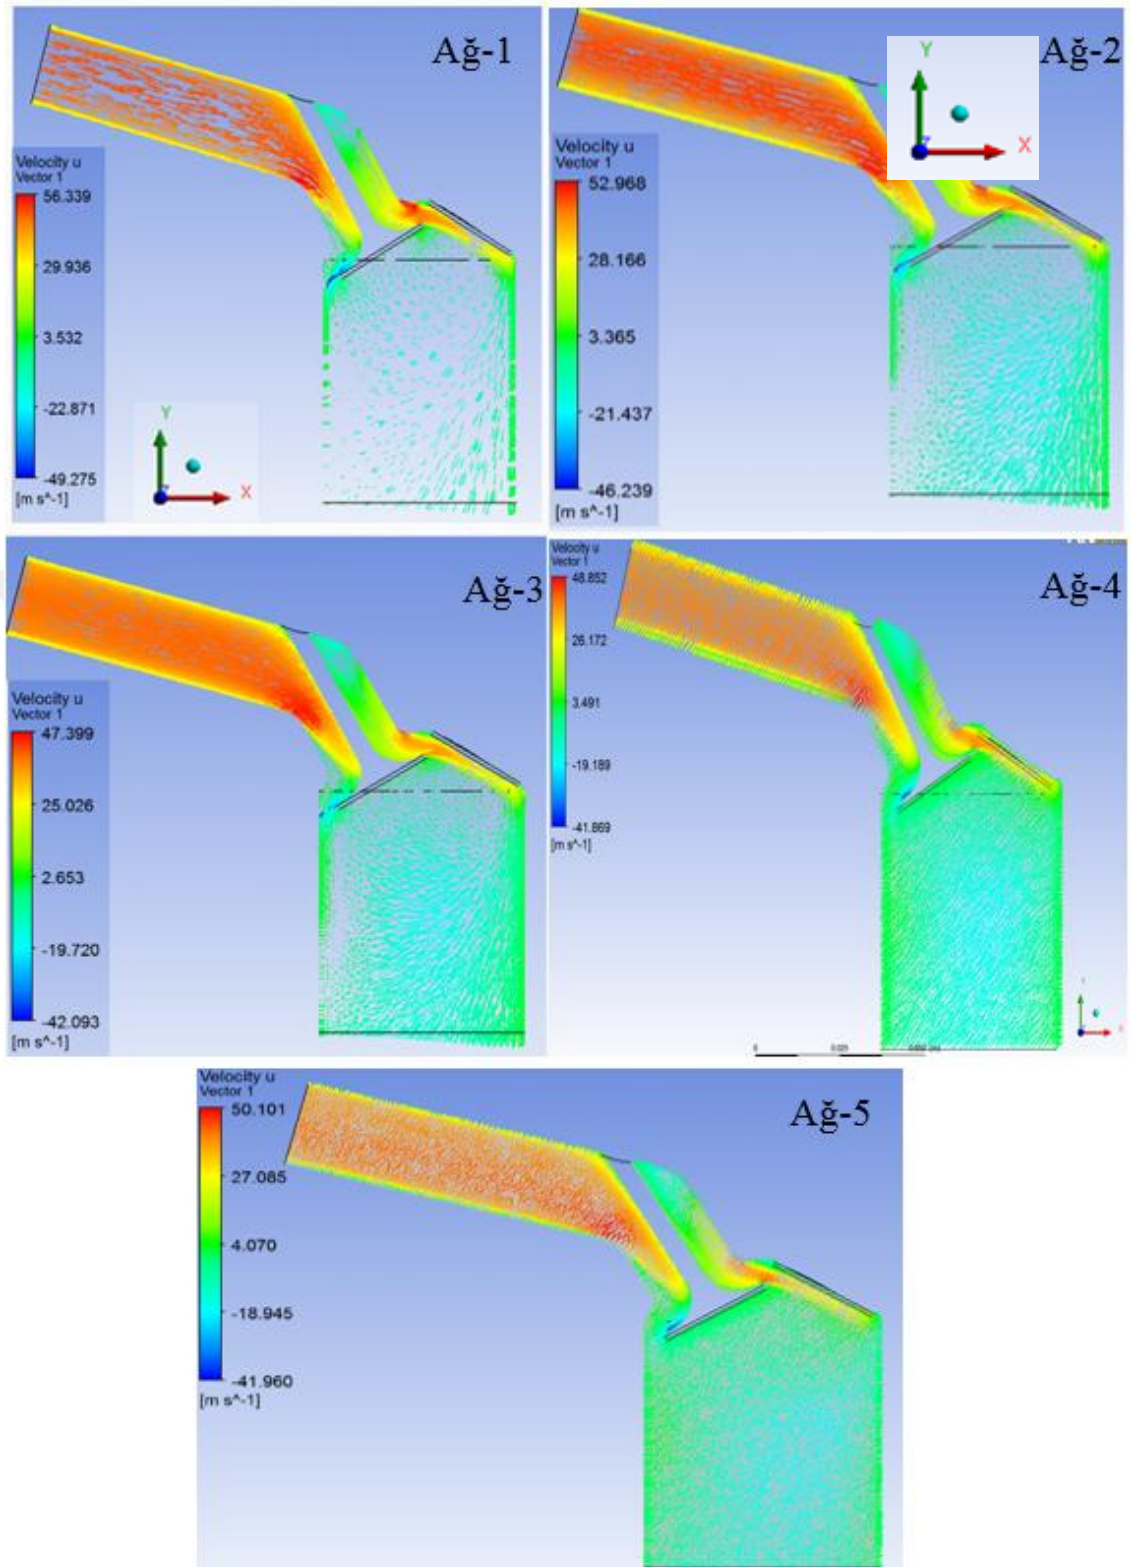 Ağ-1
Velocity u
Vector 1
56.339
29.936
3.532
-22.871
-49.275
[m s^-1]
Y
X
Ağ-2
Y
X
Velocity u
Vector 1
52.968
28.166
3.365
-21.437
-46.239
[m s^-1]
Ağ-3
Velocity u
Vector 1
47.399
25.026
2.653
-19.720
-42.093
[m s^-1]
Ağ-4
Velocity u
Vector 1
48.852
26.172
3.491
-19.189
-41.869
[m s^-1]
0
0.025
Ağ-5
Velocity u
Vector 1
50.101
27.085
4.070
-18.945
-41.960
[m s^-1]